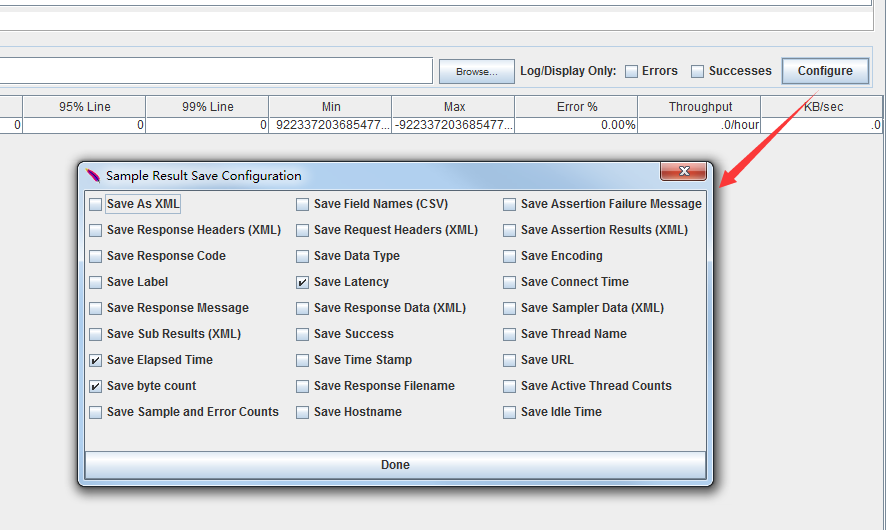 Browse... Log/Display Only: Errors Successes Configure
95% Line 99% Line Min Max Error % Throughput KB/sec
0 0 0 922337203685477... -922337203685477... 0.00% .0/hour .0
Sample Result Save Configuration
Save As XML Save Field Names (CSV) Save Assertion Failure Message
Save Response Headers (XML) Save Request Headers (XML) Save Assertion Results (XML)
Save Response Code Save Data Type Save Encoding
Save Label Save Latency Save Connect Time
Save Response Message Save Response Data (XML) Save Sampler Data (XML)
Save Sub Results (XML) Save Success Save Thread Name
Save Elapsed Time Save Time Stamp Save URL
Save byte count Save Response Filename Save Active Thread Counts
Save Sample and Error Counts Save Hostname Save Idle Time
Done